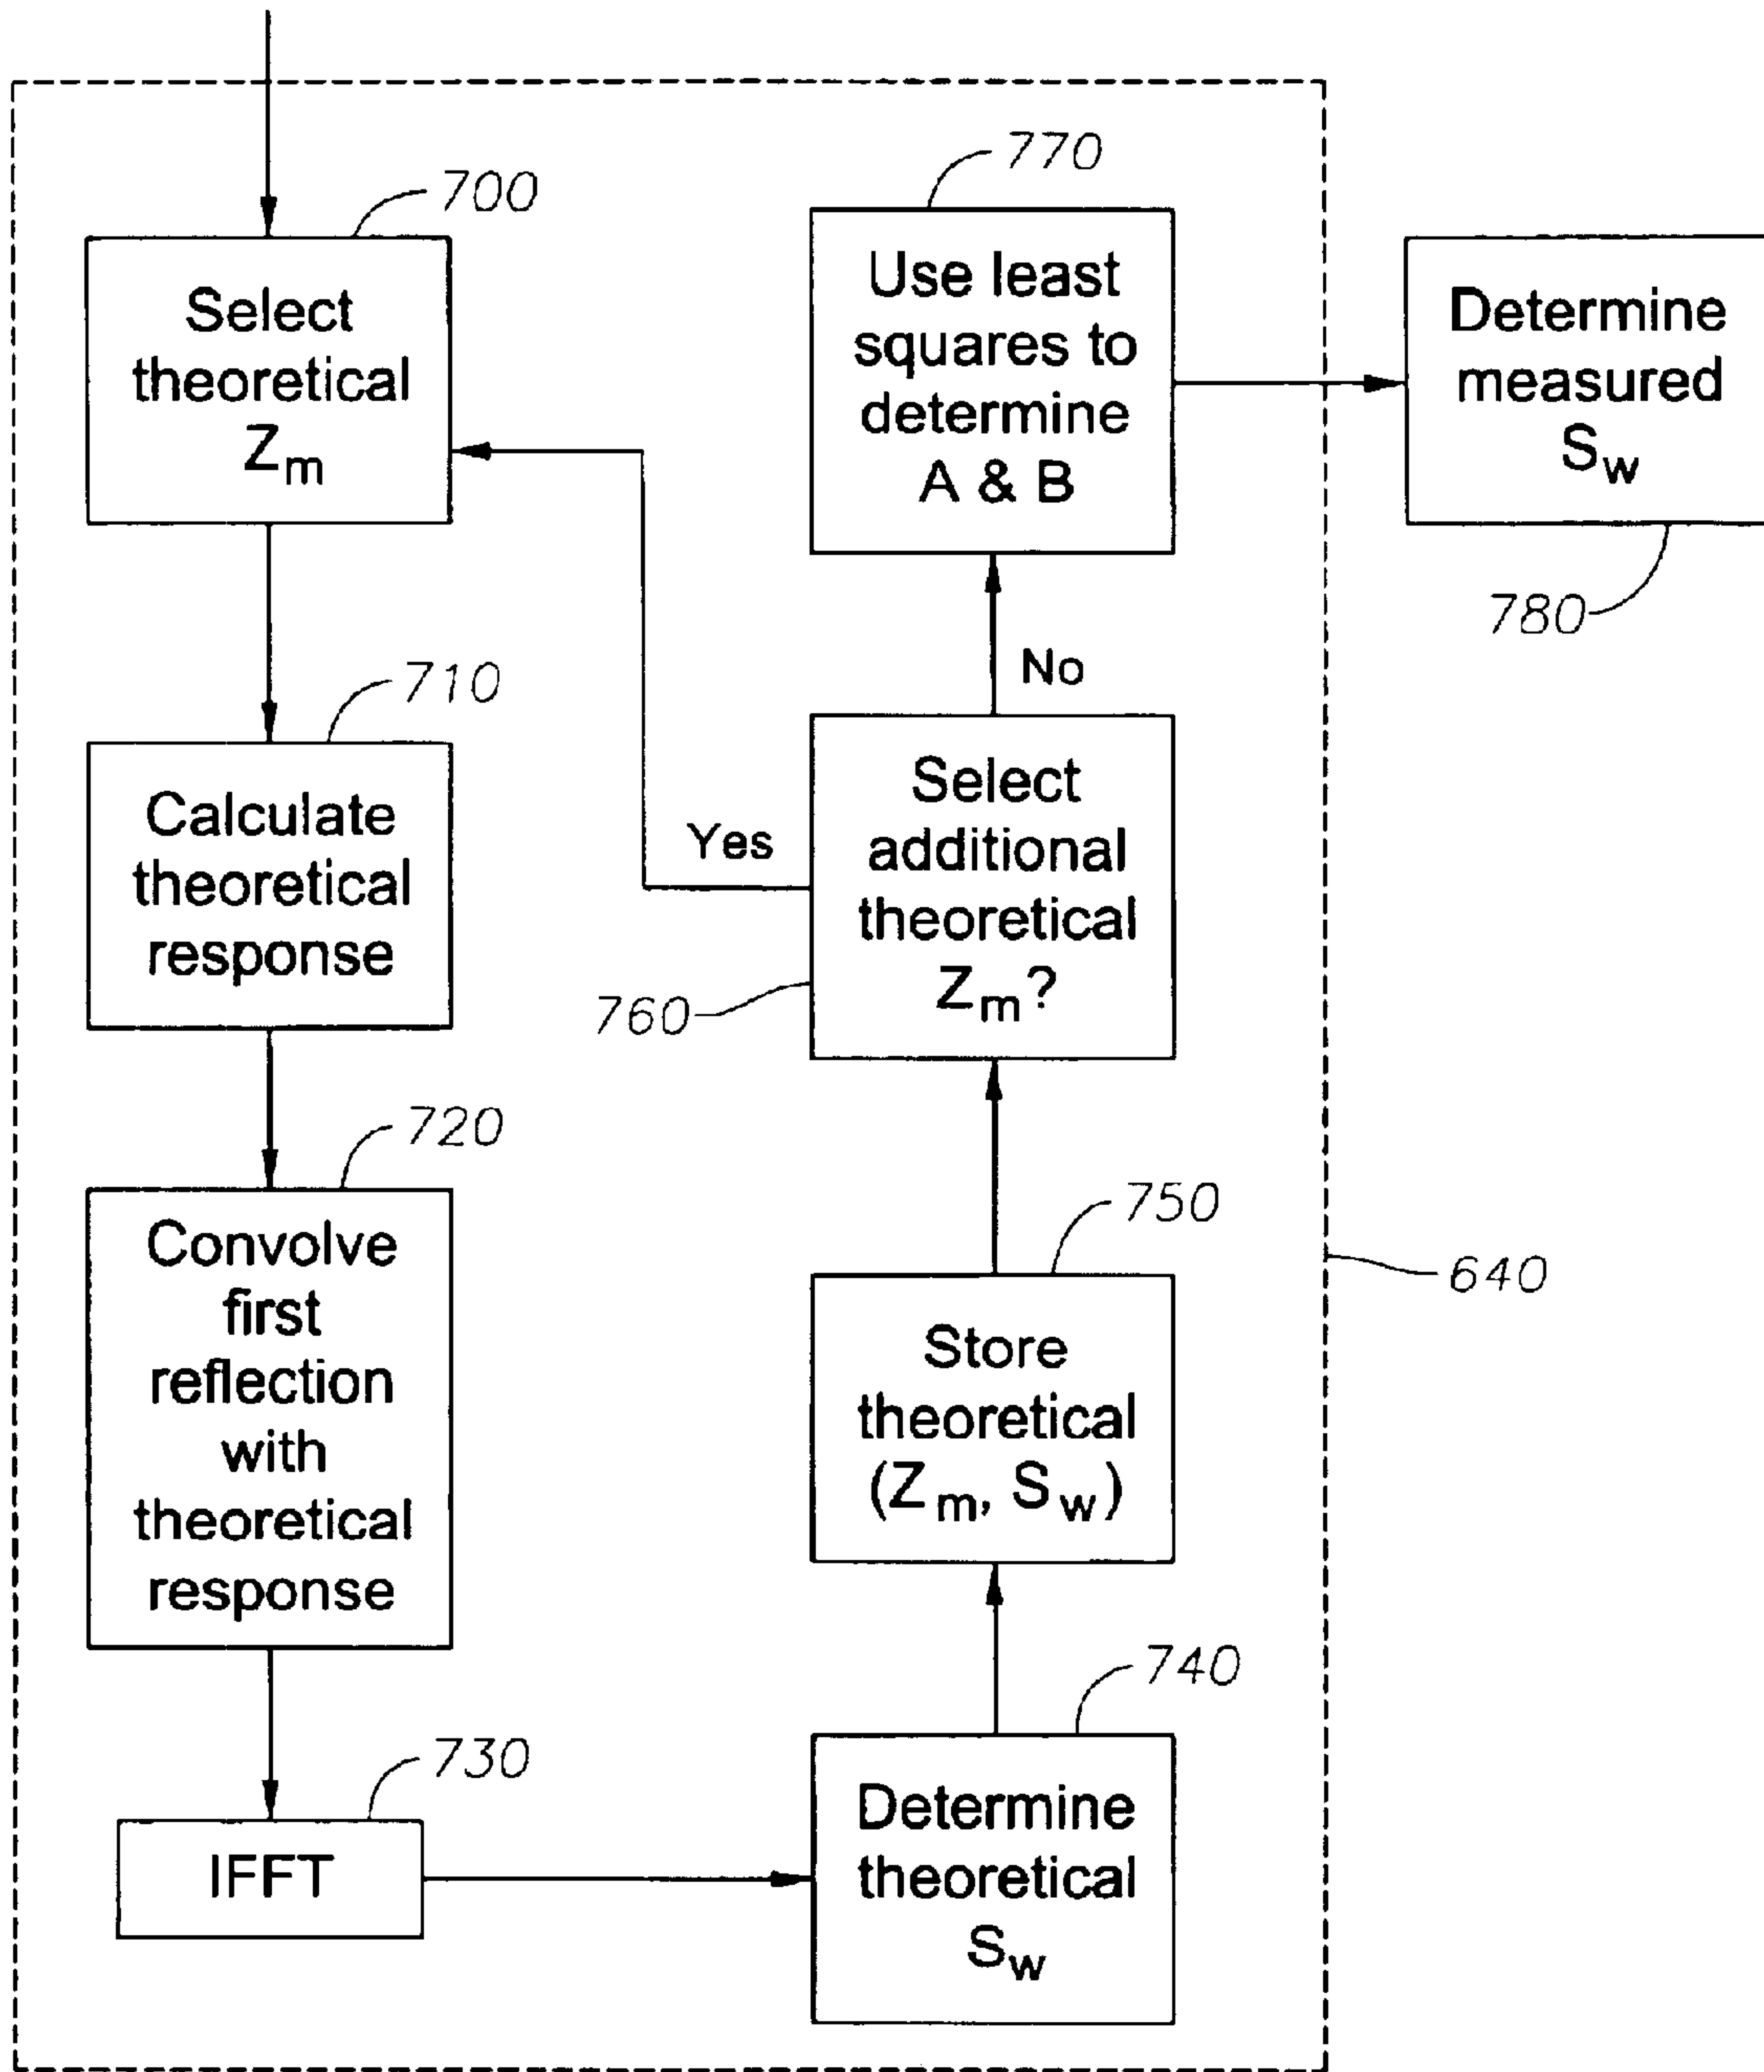 700
Select
theoretical
Zm
710
Calculate
theoretical
response
720
Convolve
first
reflection
with
theoretical
response
730
IFFT
740
Determine
theoretical
Sw
750
Store
theoretical
(Zm, Sw)
760
Select
additional
theoretical
Zm?
Yes
No
770
Use least
squares to
determine
A & B
780
Determine
measured
Sw
640